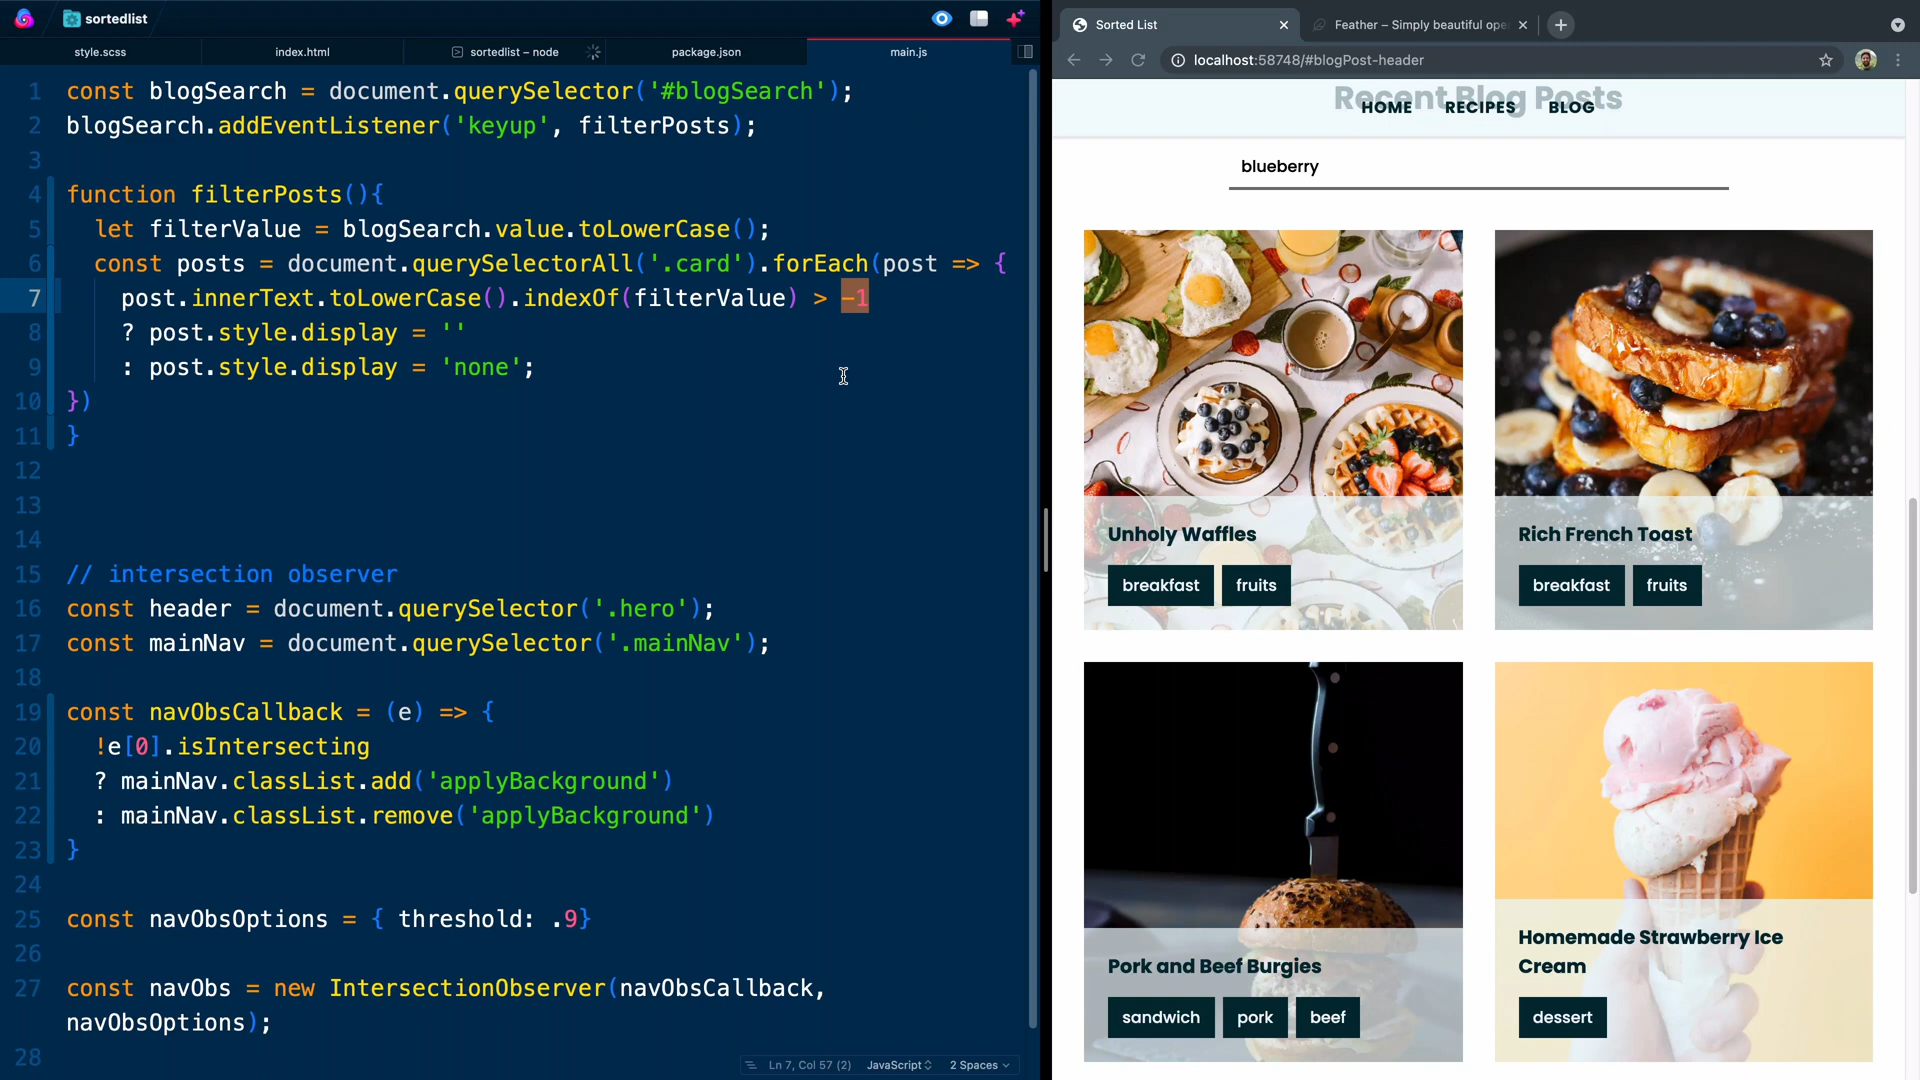 sortedlist
style.scss
index.html
sortedlist – node
package.json
main.js
1 const blogSearch = document.querySelector('#blogSearch');
2 blogSearch.addEventListener('keyup', filterPosts);
3
4 function filterPosts(){
5 let filterValue = blogSearch.value.toLowerCase();
6 const posts = document.querySelectorAll('.card').forEach(post => {
7 post.innerText.toLowerCase().indexOf(filterValue) > -1
8 ? post.style.display = ''
9 : post.style.display = 'none';
10 })
11 }
12
13
14
15 // intersection observer
16 const header = document.querySelector('.hero');
17 const mainNav = document.querySelector('.mainNav');
18
19 const navObsCallback = (e) => {
20 !e[0].isIntersecting
21 ? mainNav.classList.add('applyBackground')
22 : mainNav.classList.remove('applyBackground')
23 }
24
25 const navObsOptions = { threshold: .9}
26
27 const navObs = new IntersectionObserver(navObsCallback,
navObsOptions);
28
Ln 7, Col 57 (2) JavaScript 2 Spaces
Sorted List
Feather – Simply beautiful ope
localhost:58748/#blogPost-header
Recent Blog Posts
HOME RECIPES BLOG
blueberry
Unholy Waffles
breakfast fruits
Rich French Toast
breakfast fruits
Pork and Beef Burgies
sandwich pork beef
Homemade Strawberry Ice
Cream
dessert